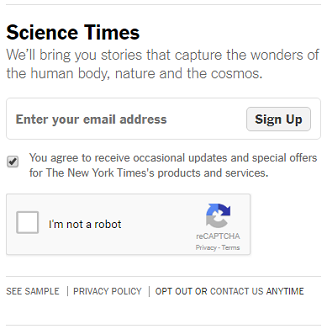 Science Times
We'll bring you stories that capture the wonders of
the human body, nature and the cosmos.
Enter your email address
Sign Up
You agree to receive occasional updates and special offers
for The New York Times's products and services.
I'm not a robot
reCAPTCHA
Privacy - Terms
SEE SAMPLE | PRIVACY POLICY | OPT OUT OR CONTACT US ANYTIME